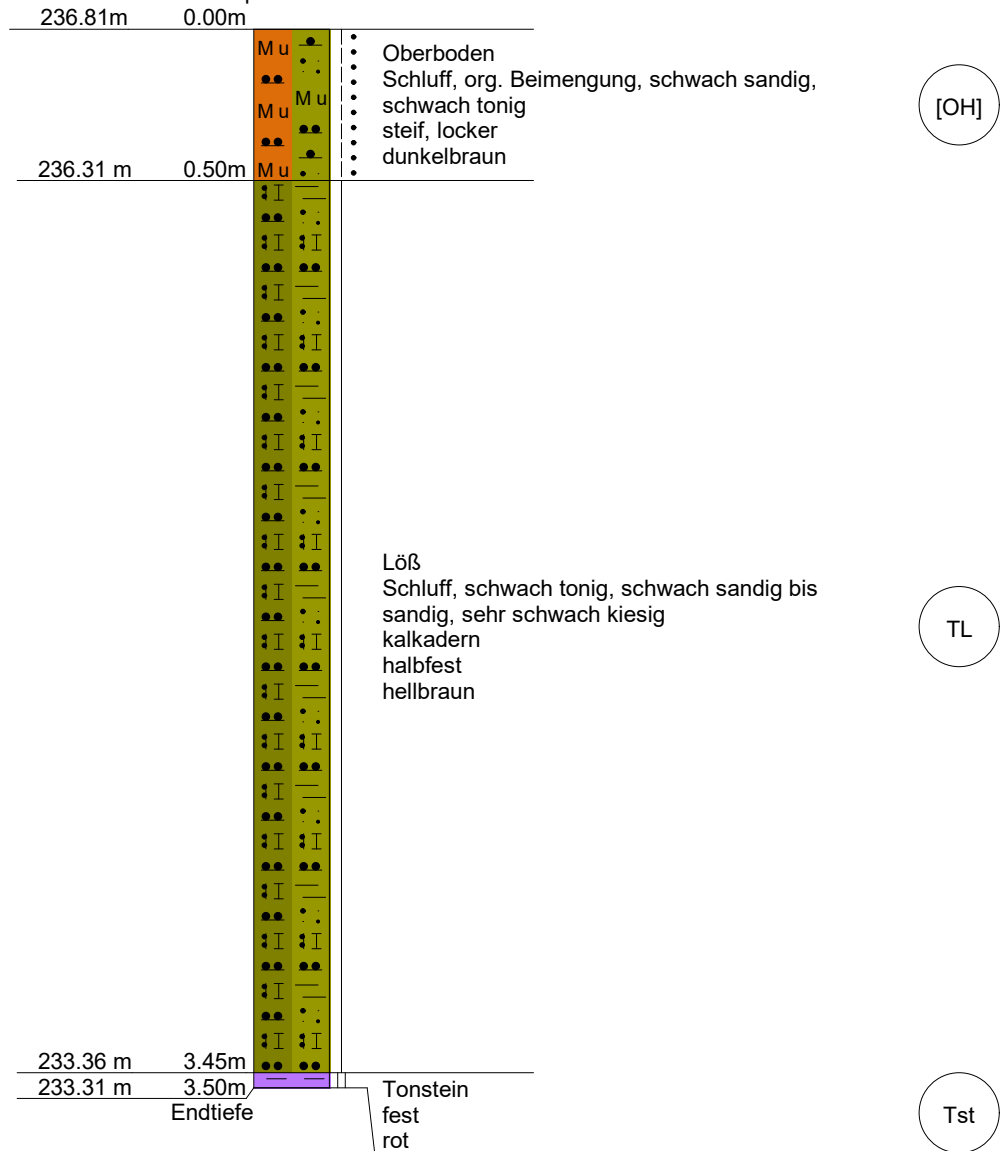 236.81m 0.00m
M u
M u
M u
M u
Oberboden
Schluff, org. Beimengung, schwach sandig,
schwach tonig
steif, locker
dunkelbraun
[OH]
236.31 m 0.50m
Löß
Schluff, schwach tonig, schwach sandig bis
sandig, sehr schwach kiesig
kalkadern
halbfest
hellbraun
TL
233.36 m 3.45m
233.31 m 3.50m
Endtiefe
Tonstein
fest
rot
Tst